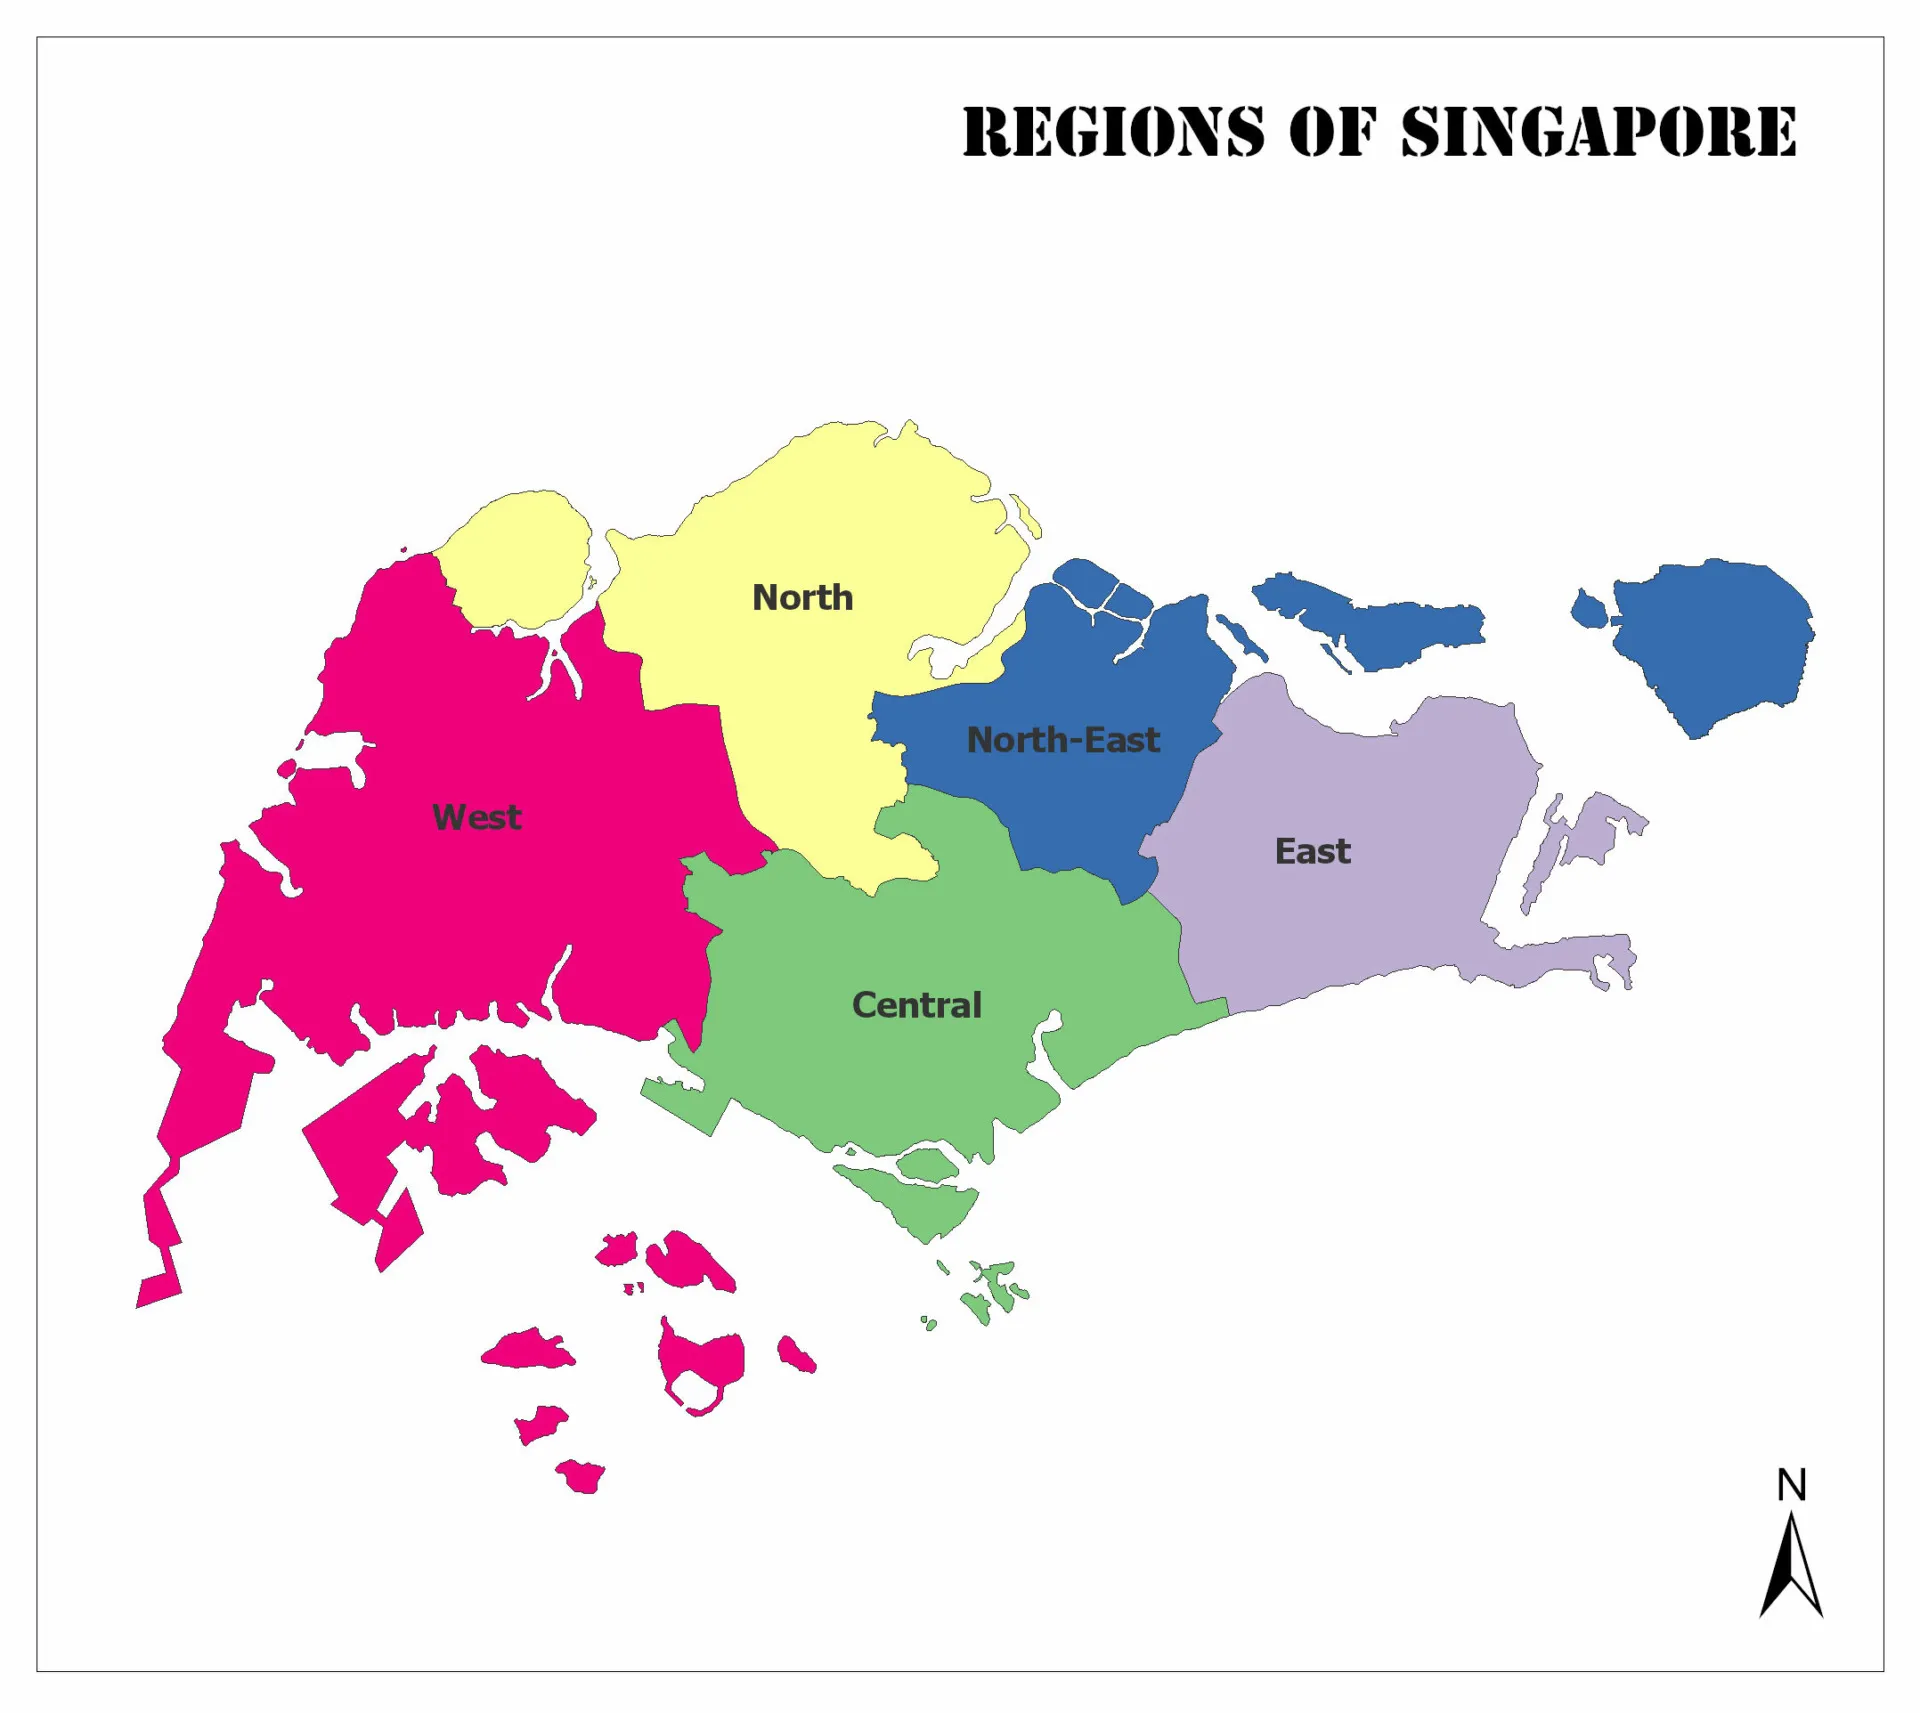 REGIONS OF SINGAPORE
North
North-East
West
East
Central
N